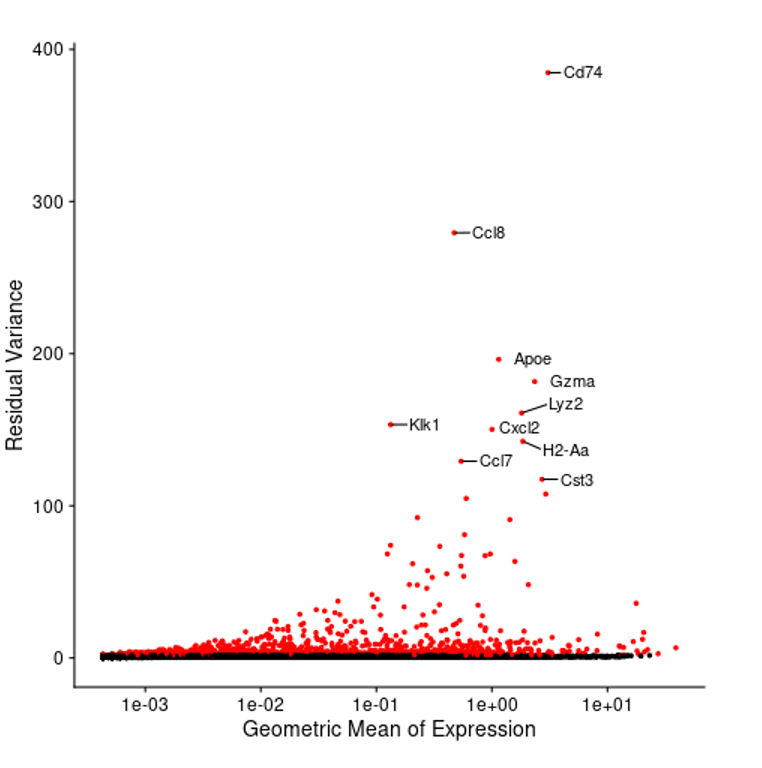 400
Cd74
300
Ccl8
200
Apoe
Gzma
Lyz2
Klk1
Cxcl2
H2-Aa
Ccl7
Cst3
100
0
Residual Variance
1e-03 1e-02 1e-01 1e+00 1e+01
Geometric Mean of Expression